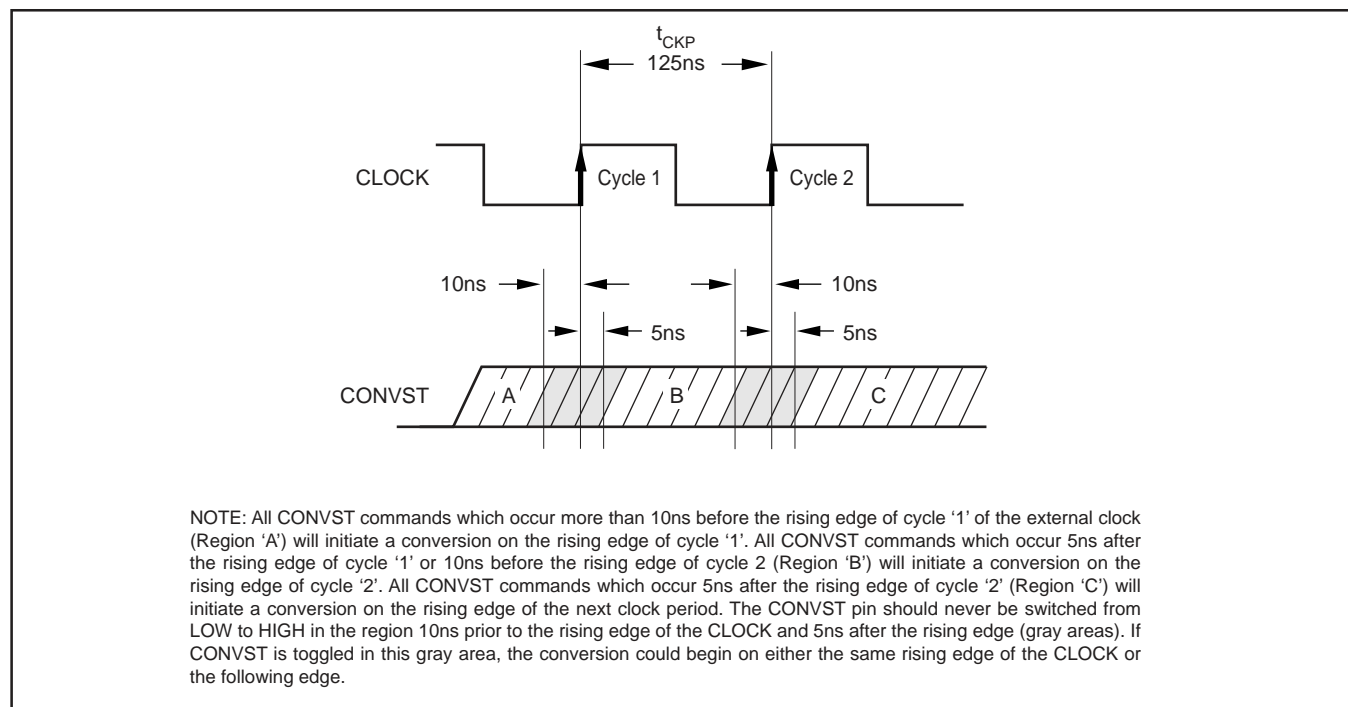 tCKP
125ns
CLOCK
Cycle 1
Cycle 2
10ns
10ns
5ns
5ns
CONVST
A
B
C
NOTE: All CONVST commands which occur more than 10ns before the rising edge of cycle ‘1’ of the external clock
(Region ‘A’) will initiate a conversion on the rising edge of cycle ‘1’. All CONVST commands which occur 5ns after
the rising edge of cycle ‘1’ or 10ns before the rising edge of cycle 2 (Region ‘B’) will initiate a conversion on the
rising edge of cycle ‘2’. All CONVST commands which occur 5ns after the rising edge of cycle ‘2’ (Region ‘C’) will
initiate a conversion on the rising edge of the next clock period. The CONVST pin should never be switched from
LOW to HIGH in the region 10ns prior to the rising edge of the CLOCK and 5ns after the rising edge (gray areas). If
CONVST is toggled in this gray area, the conversion could begin on either the same rising edge of the CLOCK or
the following edge.